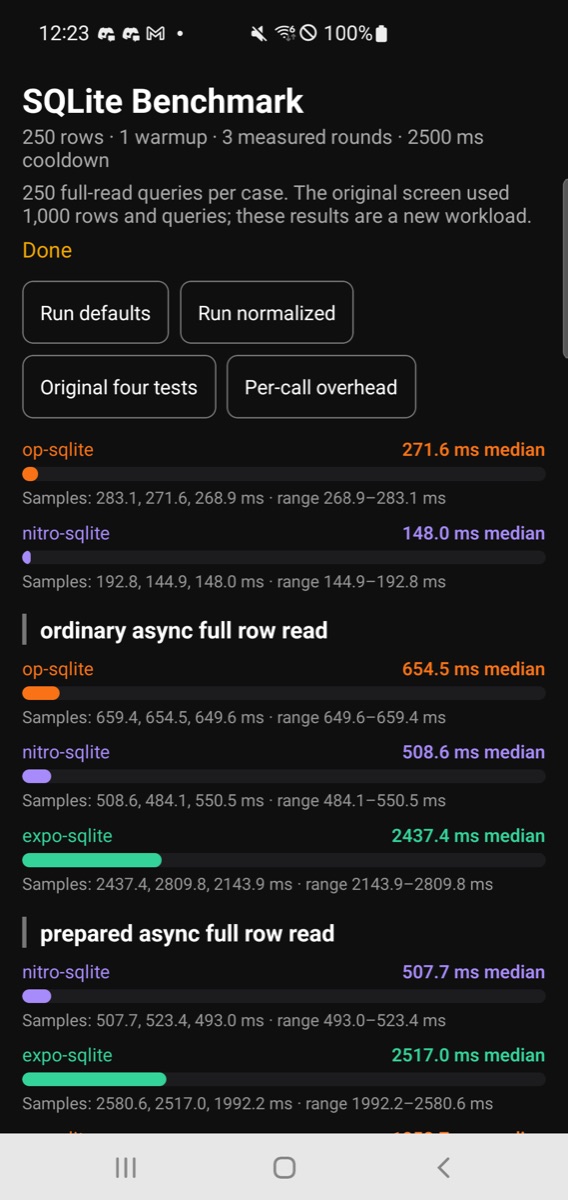 12:23
100%
SQLite Benchmark
250 rows · 1 warmup · 3 measured rounds · 2500 ms
cooldown
250 full-read queries per case. The original screen used
1,000 rows and queries; these results are a new workload.
Done
Run defaults
Run normalized
Original four tests
Per-call overhead
op-sqlite
271.6 ms median
Samples: 283.1, 271.6, 268.9 ms · range 268.9–283.1 ms
nitro-sqlite
148.0 ms median
Samples: 192.8, 144.9, 148.0 ms · range 144.9–192.8 ms
ordinary async full row read
op-sqlite
654.5 ms median
Samples: 659.4, 654.5, 649.6 ms · range 649.6–659.4 ms
nitro-sqlite
508.6 ms median
Samples: 508.6, 484.1, 550.5 ms · range 484.1–550.5 ms
expo-sqlite
2437.4 ms median
Samples: 2437.4, 2809.8, 2143.9 ms · range 2143.9–2809.8 ms
prepared async full row read
nitro-sqlite
507.7 ms median
Samples: 507.7, 523.4, 493.0 ms · range 493.0–523.4 ms
expo-sqlite
2517.0 ms median
Samples: 2580.6, 2517.0, 1992.2 ms · range 1992.2–2580.6 ms